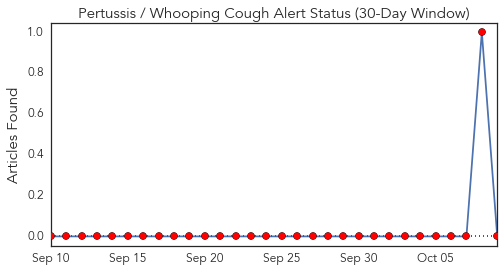 Pertussis / Whooping Cough Alert Status (30-Day Window)
Articles Found
1.0
0.8
0.6
0.4
0.2
0.0
Sep 10 Sep 15 Sep 20 Sep 25 Sep 30 Oct 05